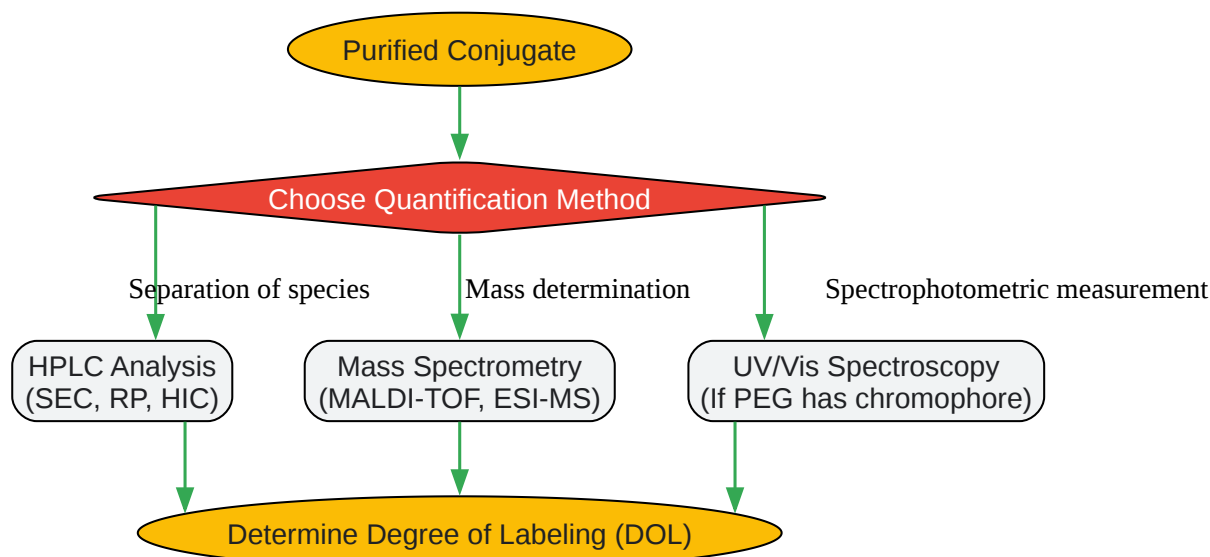 Purified Conjugate
Choose Quantification Method
Separation of species
Mass determination
Spectrophotometric measurement
HPLC Analysis
(SEC, RP, HIC)
Mass Spectrometry
(MALDI-TOF, ESI-MS)
UV/Vis Spectroscopy
(If PEG has chromophore)
Determine Degree of Labeling (DOL)